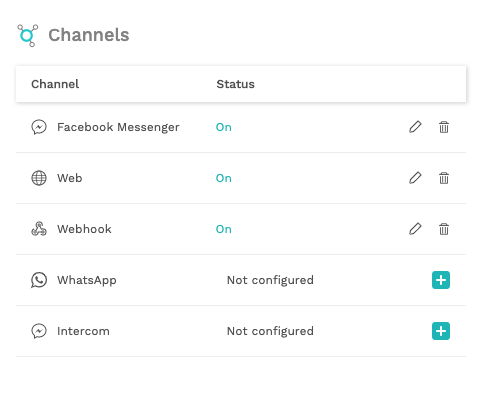 Channels
Channel Status
Facebook Messenger On
Web On
Webhook On
WhatsApp Not configured
Intercom Not configured